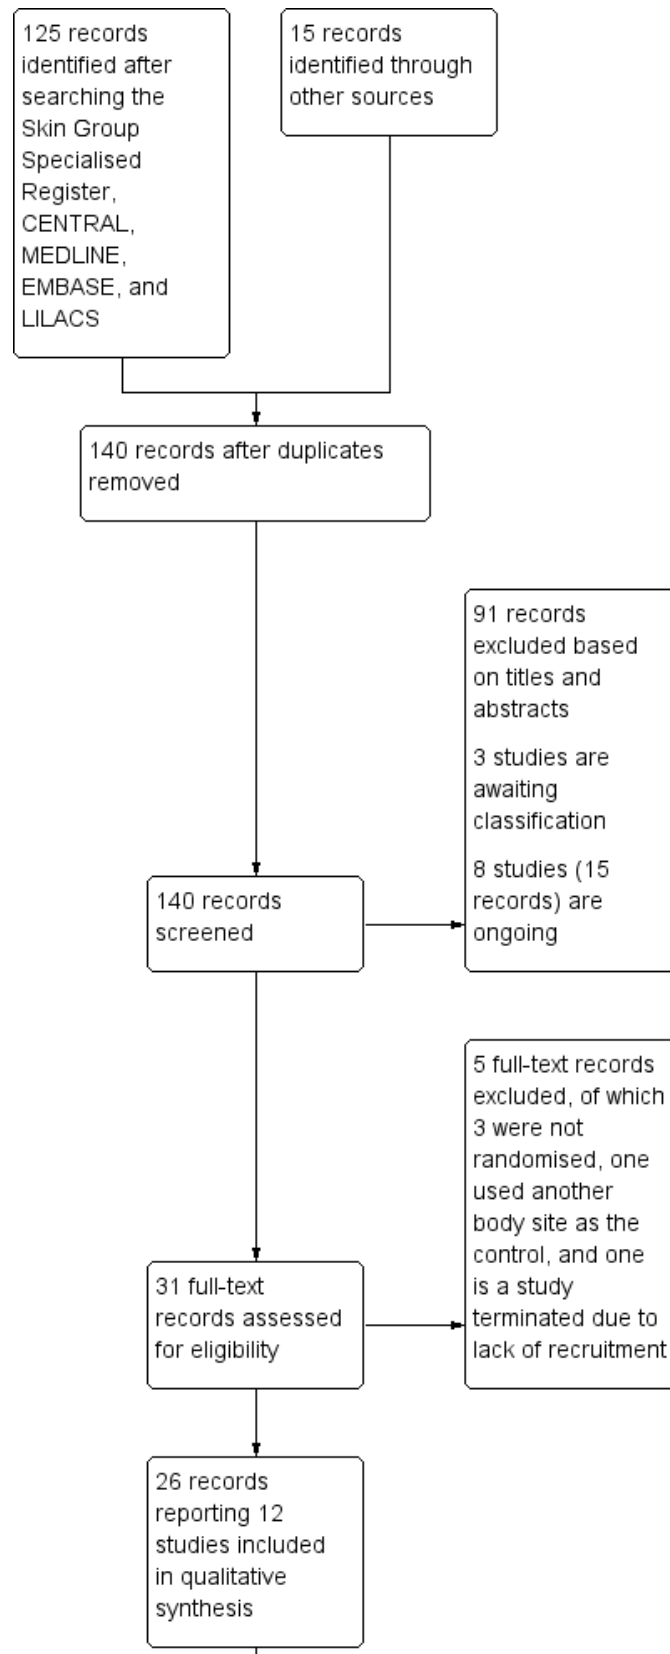 125 records
identified after
searching the
Skin Group
Specialised
Register,
CENTRAL,
MEDLINE,
EMBASE, and
LILACS
15 records
identified through
other sources
140 records after duplicates
removed
91 records
excluded based
on titles and
abstracts
3 studies are
awaiting
classification
8 studies (15
records) are
ongoing
140 records
screened
5 full-text records
excluded, of which
3 were not
randomised, one
used another
body site as the
control, and one
is a study
terminated due to
lack of recruitment
31 full-text
records assessed
for eligibility
26 records
reporting 12
studies included
in qualitative
synthesis